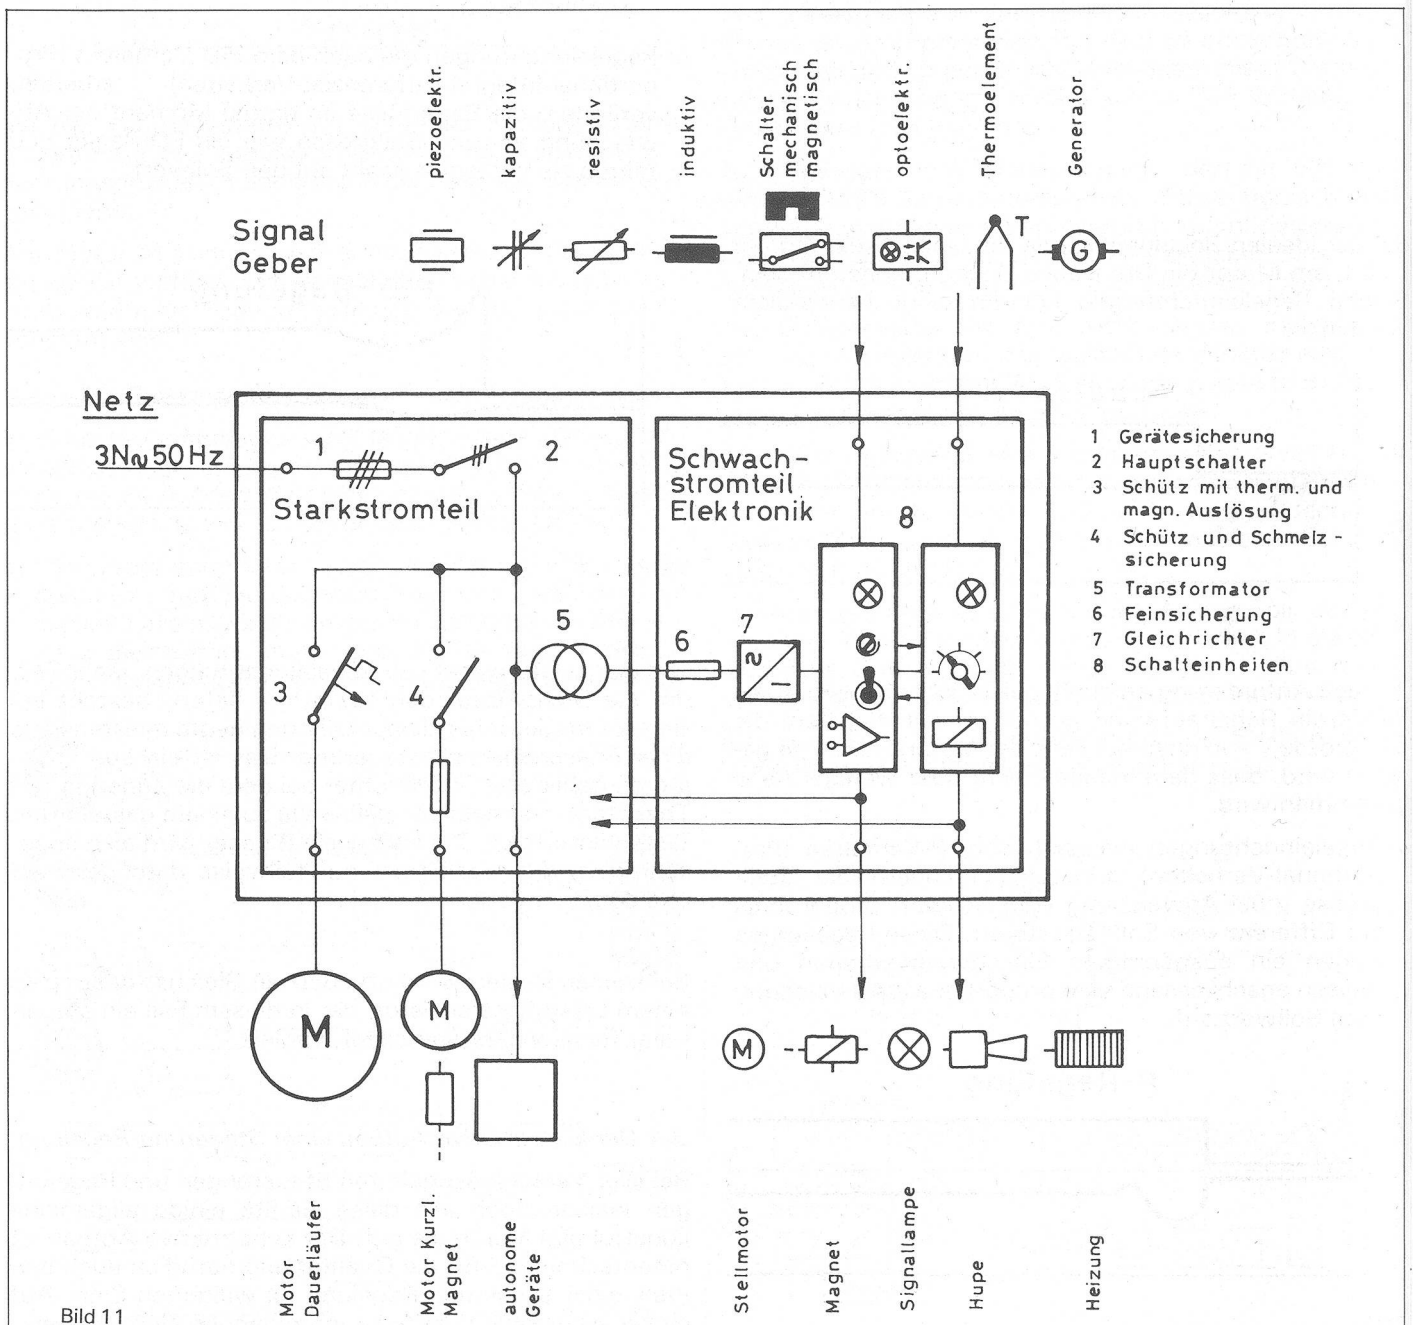 piezoelektr.
kapazitiv
resistiv
induktiv
Schalter
mechanisch
magnetisch
optoelektr.
Thermoelement
Generator
Signal
Geber
T
G
Netz
3N∿50Hz
1
2
Starkstromteil
3
4
5
Schwach-
stromteil
Elektronik
6
7
8
1 Gerätesicherung
2 Hauptschalter
3 Schütz mit therm. und
magn. Auslösung
4 Schütz und Schmelz-
sicherung
5 Transformator
6 Feinsicherung
7 Gleichrichter
8 Schalteinheiten
M
M
M
Motor
Dauerläufer
Motor Kurzl.
Magnet
autonome
Geräte
Stellmotor
Magnet
Signallampe
Hupe
Heizung
Bild 11